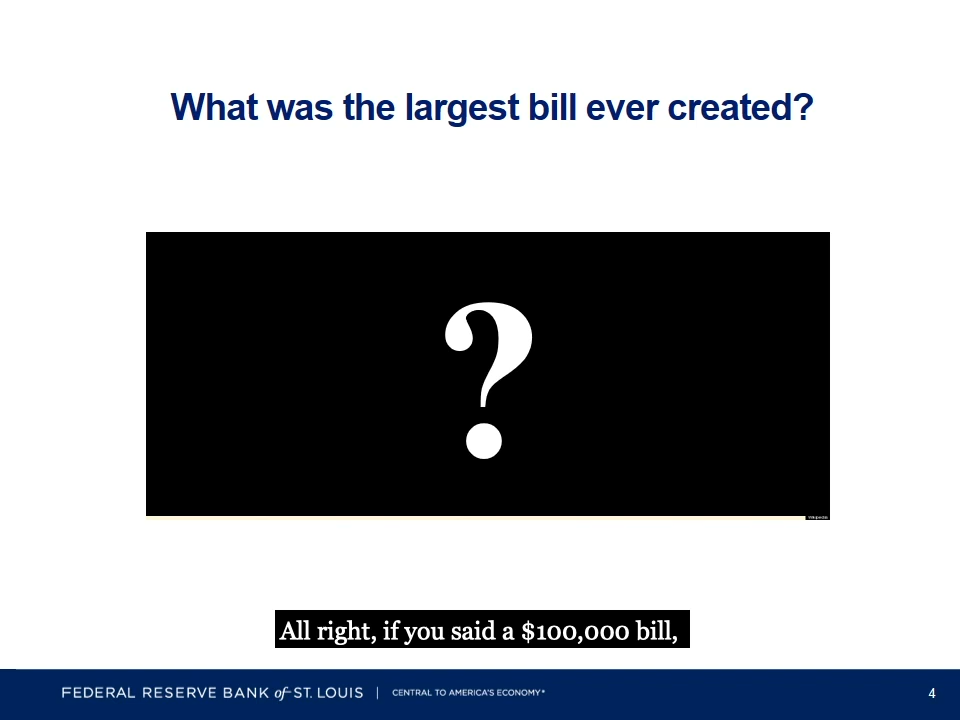 What was the largest bill ever created?
?
Wikipedia
All right, if you said a $100,000 bill,
FEDERAL RESERVE BANK of ST. LOUIS | CENTRAL TO AMERICA'S ECONOMY®
4